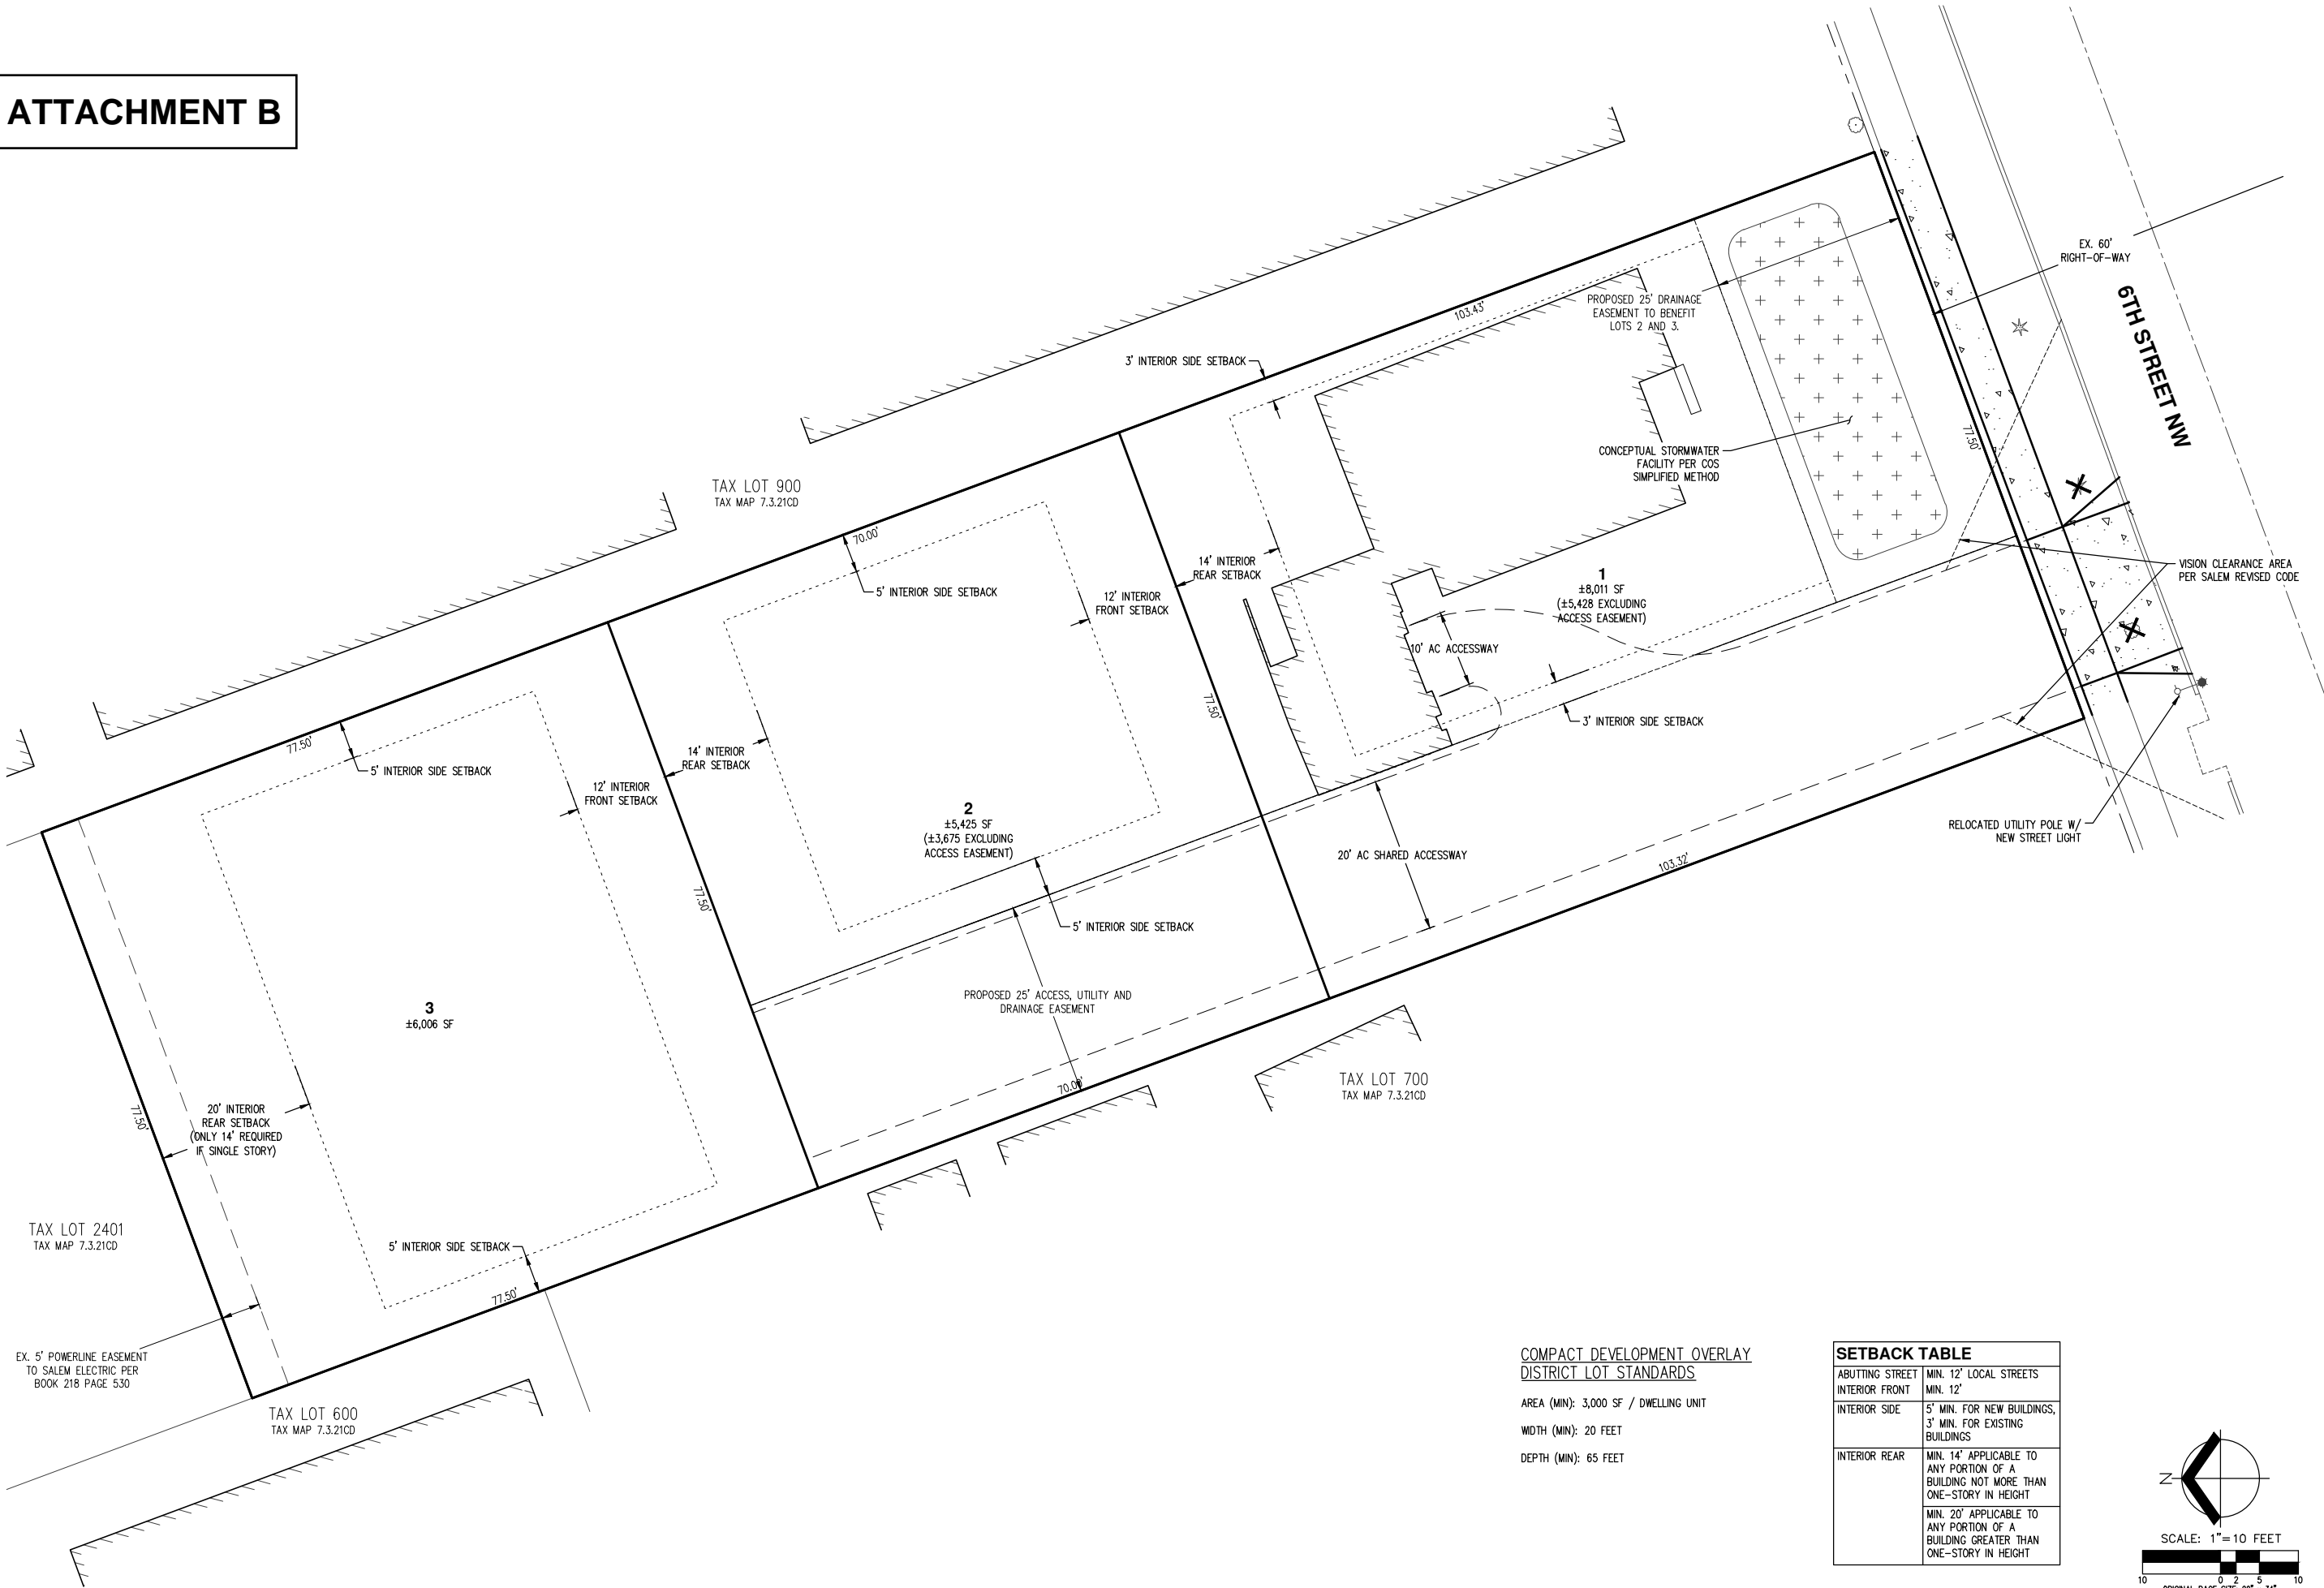 ATTACHMENT B
EX. 60'
RIGHT-OF-WAY
6TH STREET NW
PROPOSED 25' DRAINAGE
EASEMENT TO BENEFIT
LOTS 2 AND 3.
103.43'
3' INTERIOR SIDE SETBACK
77.50'
CONCEPTUAL STORMWATER
FACILITY PER COS
SIMPLIFIED METHOD
TAX LOT 900
TAX MAP 7.3.21CD
70.00'
5' INTERIOR SIDE SETBACK
14' INTERIOR
REAR SETBACK
12' INTERIOR
FRONT SETBACK
1
±8,011 SF
(±5,428 EXCLUDING
ACCESS EASEMENT)
VISION CLEARANCE AREA
PER SALEM REVISED CODE
10' AC ACCESSWAY
77.50'
3' INTERIOR SIDE SETBACK
77.50'
5' INTERIOR SIDE SETBACK
14' INTERIOR
REAR SETBACK
12' INTERIOR
FRONT SETBACK
2
±5,425 SF
(±3,675 EXCLUDING
ACCESS EASEMENT)
RELOCATED UTILITY POLE W/
NEW STREET LIGHT
20' AC SHARED ACCESSWAY
103.32'
77.50'
5' INTERIOR SIDE SETBACK
PROPOSED 25' ACCESS, UTILITY AND
DRAINAGE EASEMENT
3
±6,006 SF
70.00'
TAX LOT 700
TAX MAP 7.3.21CD
77.50'
20' INTERIOR
REAR SETBACK
(ONLY 14' REQUIRED
IF SINGLE STORY)
TAX LOT 2401
TAX MAP 7.3.21CD
5' INTERIOR SIDE SETBACK
77.50'
EX. 5' POWERLINE EASEMENT
TO SALEM ELECTRIC PER
BOOK 218 PAGE 530
TAX LOT 600
TAX MAP 7.3.21CD
COMPACT DEVELOPMENT OVERLAY
DISTRICT LOT STANDARDS
AREA (MIN): 3,000 SF / DWELLING UNIT
WIDTH (MIN): 20 FEET
DEPTH (MIN): 65 FEET
SETBACK TABLE
ABUTTING STREET MIN. 12' LOCAL STREETS
INTERIOR FRONT MIN. 12'
INTERIOR SIDE 5' MIN. FOR NEW BUILDINGS,
3' MIN. FOR EXISTING
BUILDINGS
INTERIOR REAR MIN. 14' APPLICABLE TO
ANY PORTION OF A
BUILDING NOT MORE THAN
ONE-STORY IN HEIGHT
MIN. 20' APPLICABLE TO
ANY PORTION OF A
BUILDING GREATER THAN
ONE-STORY IN HEIGHT
N
SCALE: 1"=10 FEET
10 0 2 5 10